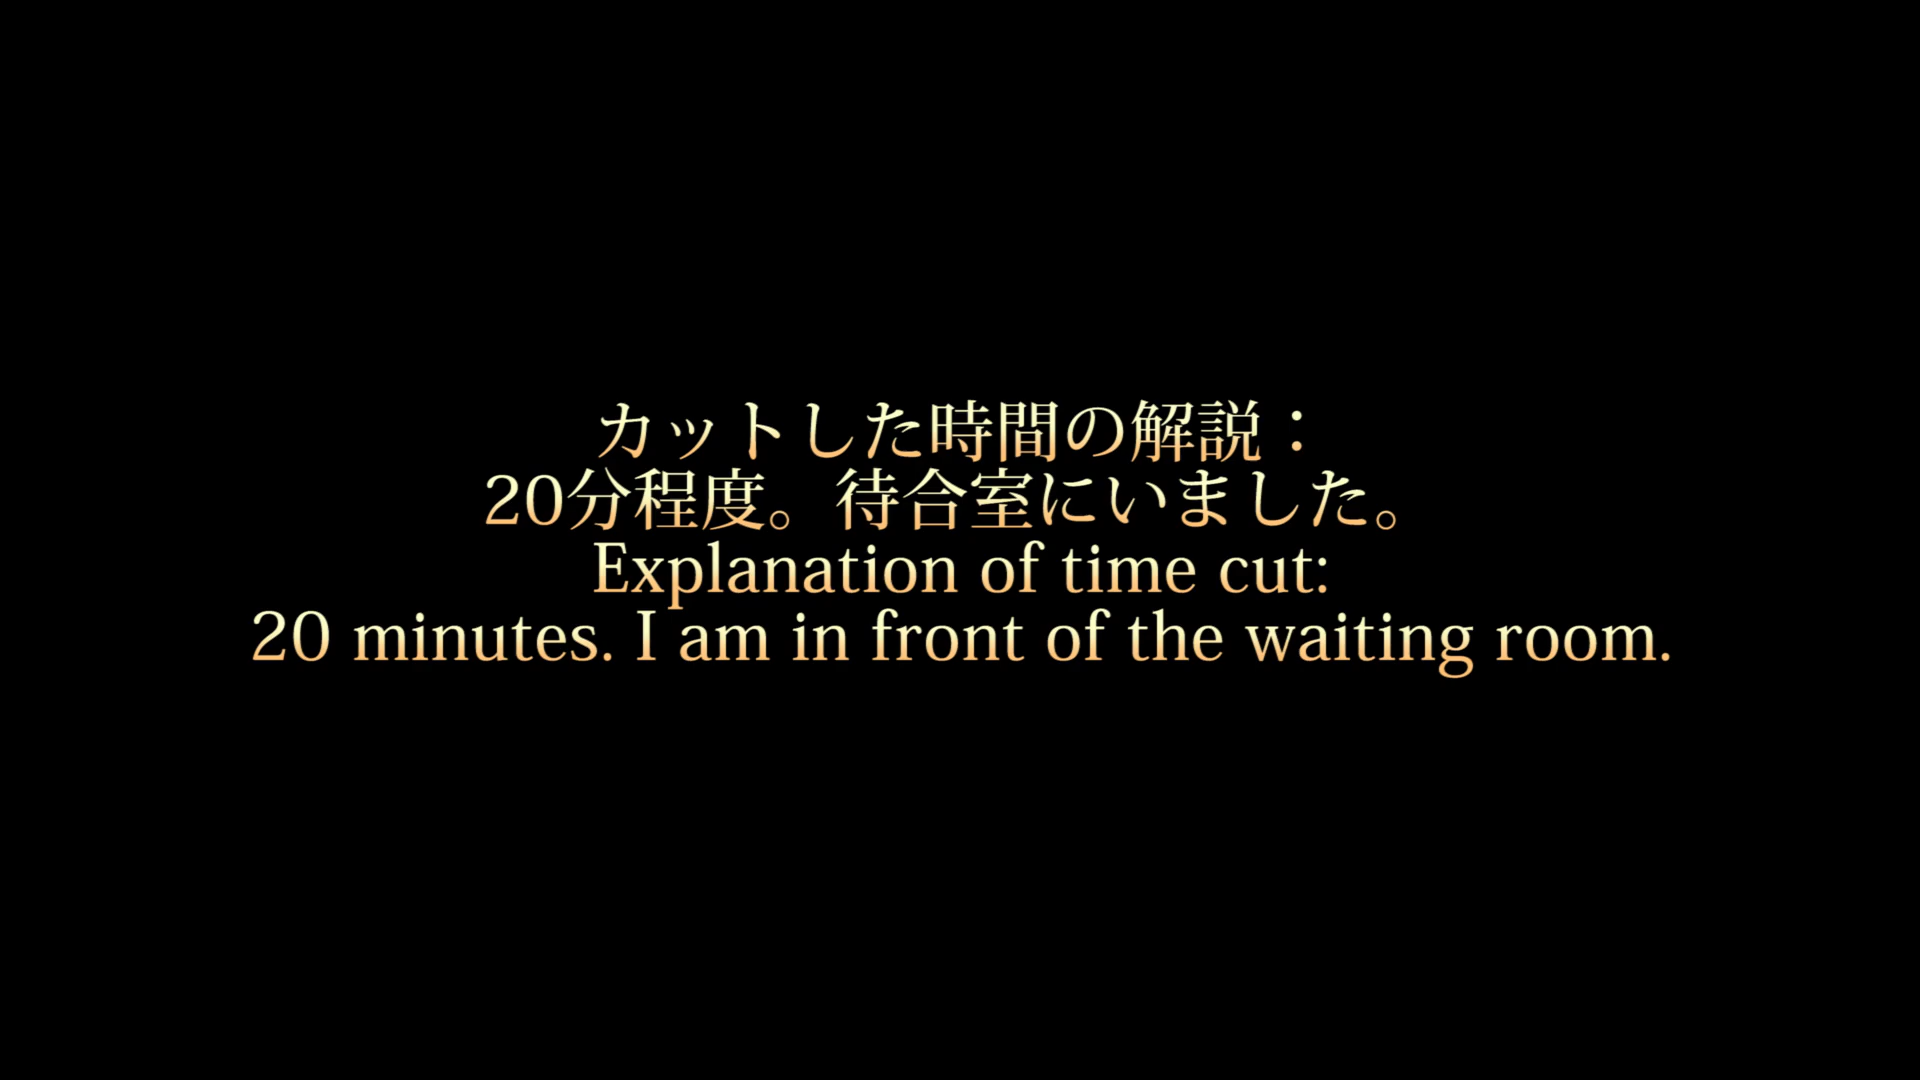 カットした時間の解説：
20分程度。待合室にいました。
Explanation of time cut:
20 minutes. I am in front of the waiting room.